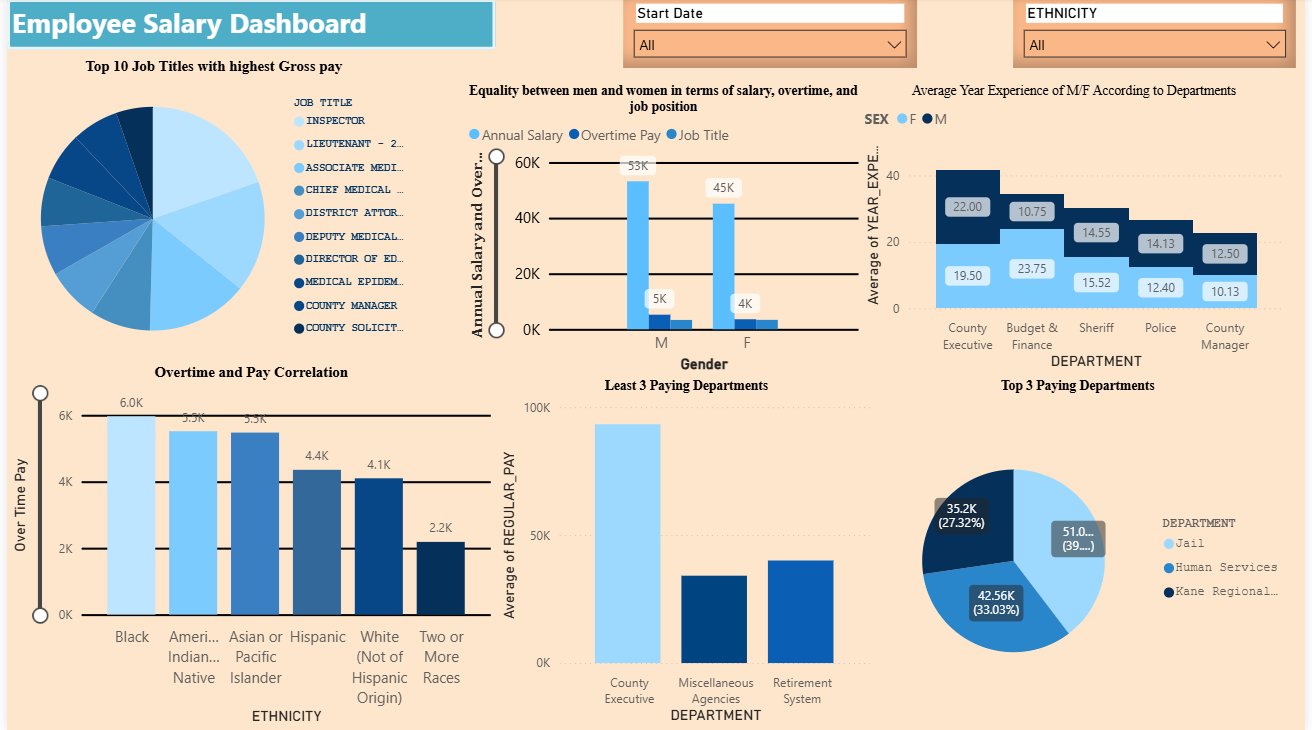 Employee Salary Dashboard
Start Date
All
ETHNICITY
All
Top 10 Job Titles with highest Gross pay
JOB TITLE
INSPECTOR
LIEUTENANT - 2...
ASSOCIATE MEDI...
CHIEF MEDICAL ...
DISTRICT ATTOR...
DEPUTY MEDICAL...
DIRECTOR OF ED...
MEDICAL EPIDEM...
COUNTY MANAGER
COUNTY SOLICIT...
Equality between men and women in terms of salary, overtime, and
job position
Annual Salary Overtime Pay Job Title
Annual Salary and Over...
60K
40K
20K
0K
53K
5K
45K
4K
M
F
Gender
Average Year Experience of M/F According to Departments
SEX F M
Average of YEAR_EXPE...
40
20
0
22.00
10.75
14.55
14.13
12.50
19.50
23.75
15.52
12.40
10.13
County
Executive
Budget &
Finance
Sheriff
Police
County
Manager
DEPARTMENT
Overtime and Pay Correlation
Over Time Pay
6K
4K
2K
0K
6.0K
5.5K
5.5K
4.4K
4.1K
2.2K
Black
Ameri...
Indian...
Native
Asian or
Pacific
Islander
Hispanic
White
(Not of
Hispanic
Origin)
Two or
More
Races
ETHNICITY
Least 3 Paying Departments
Average of REGULAR_PAY
100K
50K
0K
County
Executive
Miscellaneous
Agencies
Retirement
System
DEPARTMENT
Top 3 Paying Departments
35.2K
(27.32%)
51.0...
(39....)
42.56K
(33.03%)
DEPARTMENT
Jail
Human Services
Kane Regional...